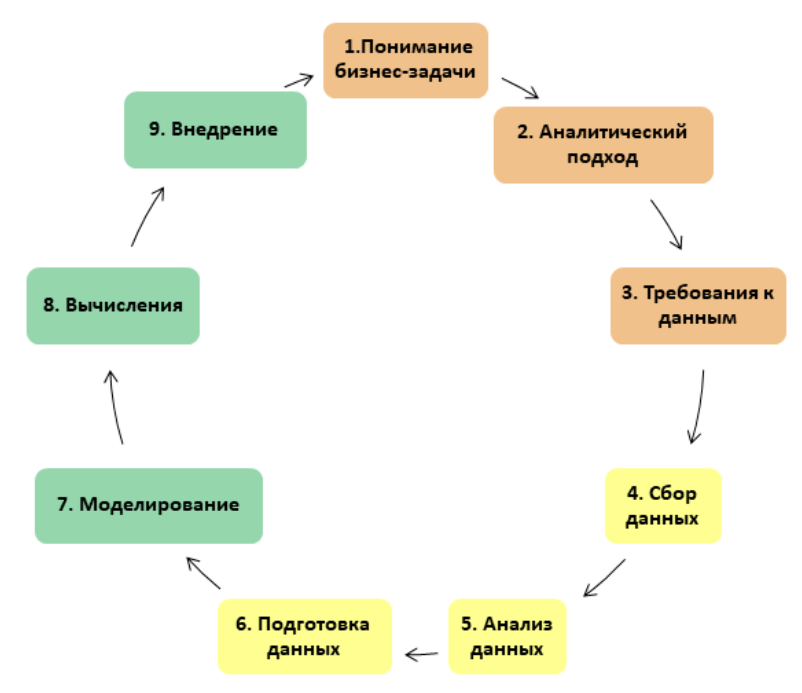 1.Понимание
бизнес-задачи
2. Аналитический
подход
3. Требования к
данным
4. Сбор
данных
5. Анализ
данных
6. Подготовка
данных
7. Моделирование
8. Вычисления
9. Внедрение